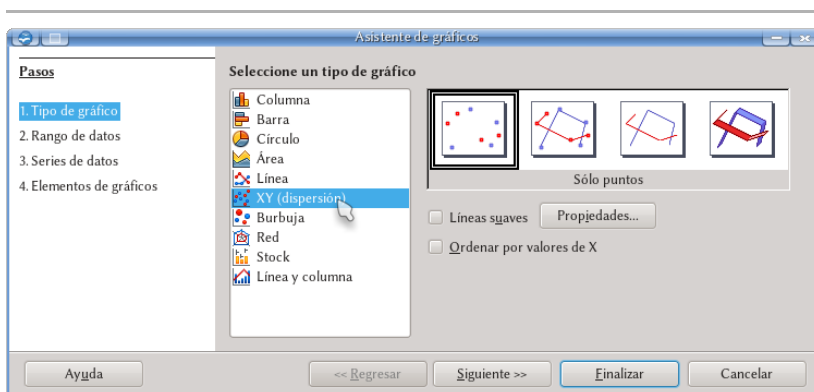 Asistente de gráficos
Pasos
1. Tipo de gráfico
2. Rango de datos
3. Series de datos
4. Elementos de gráficos
Seleccione un tipo de gráfico
Columna
Barra
Círculo
Área
Línea
XY (dispersión)
Burbuja
Red
Stock
Línea y columna
Sólo puntos
Líneas suaves
Propiedades...
Ordenar por valores de X
Ayuda
<< Regresar
Siguiente >>
Finalizar
Cancelar